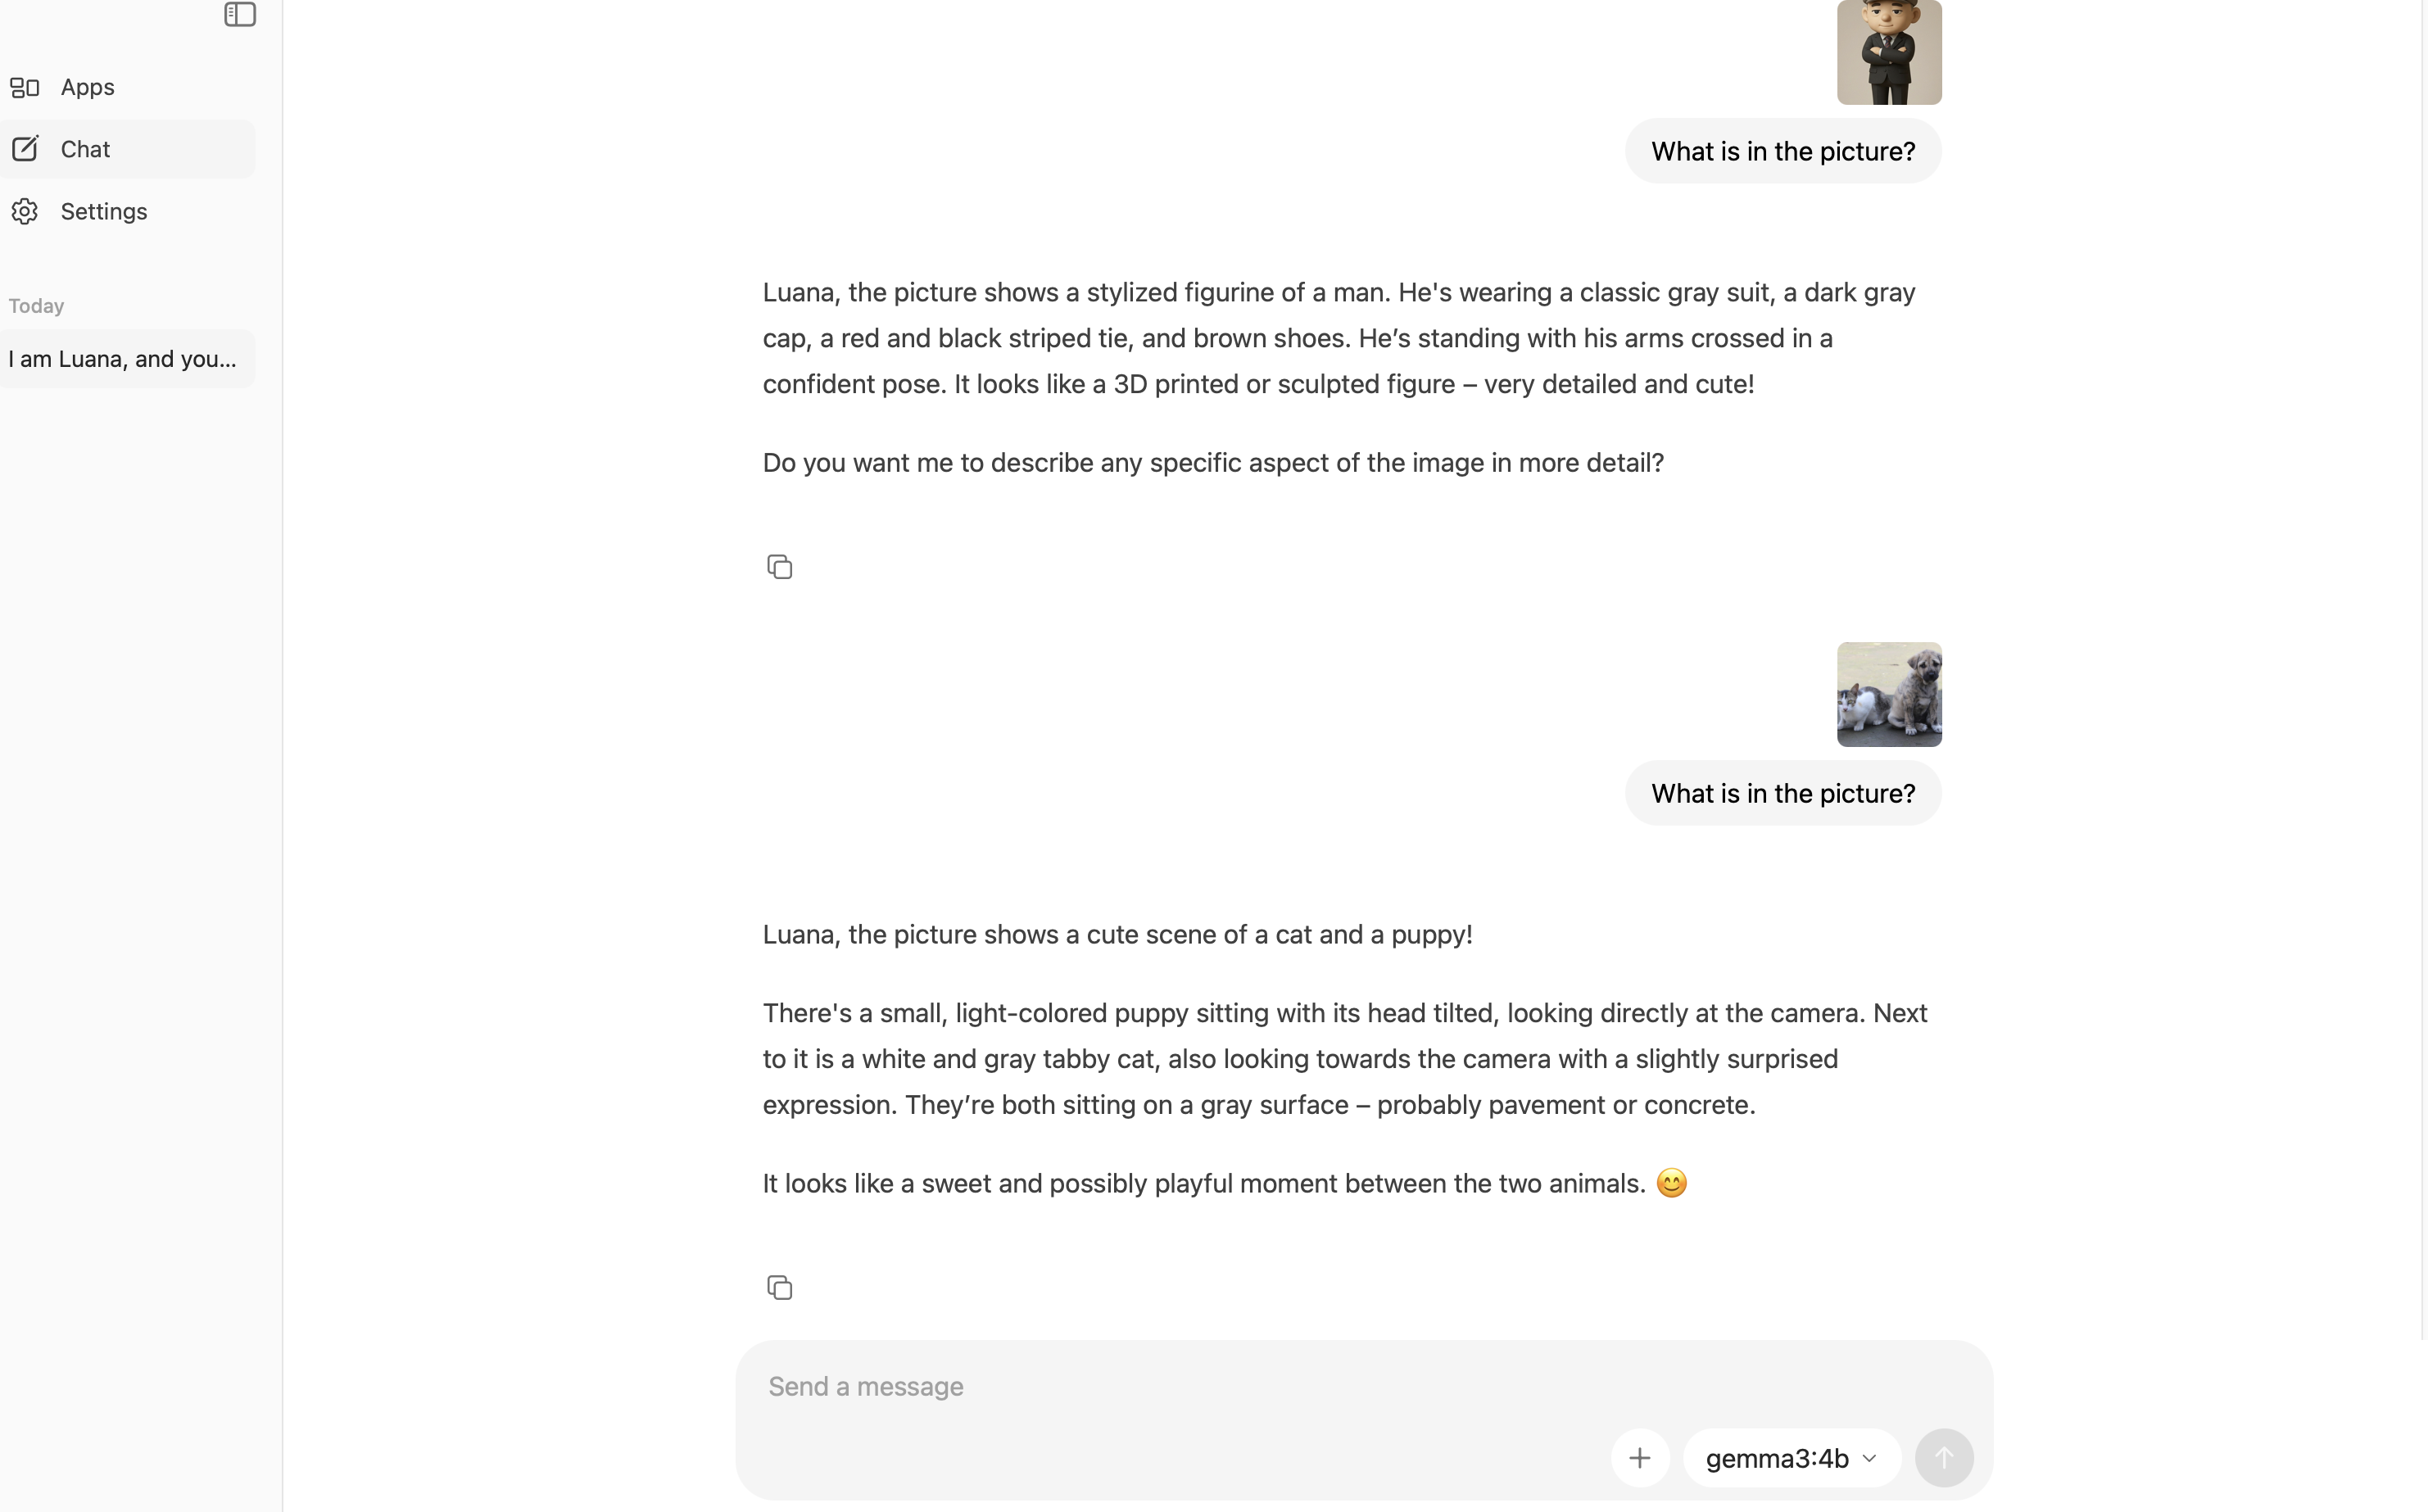 Apps
Chat
Settings
Today
I am Luana, and you...
What is in the picture?
Luana, the picture shows a stylized figurine of a man. He's wearing a classic gray suit, a dark gray
cap, a red and black striped tie, and brown shoes. He’s standing with his arms crossed in a
confident pose. It looks like a 3D printed or sculpted figure – very detailed and cute!
Do you want me to describe any specific aspect of the image in more detail?
What is in the picture?
Luana, the picture shows a cute scene of a cat and a puppy!
There's a small, light-colored puppy sitting with its head tilted, looking directly at the camera. Next
to it is a white and gray tabby cat, also looking towards the camera with a slightly surprised
expression. They’re both sitting on a gray surface – probably pavement or concrete.
It looks like a sweet and possibly playful moment between the two animals. 😊
Send a message
gemma3:4b